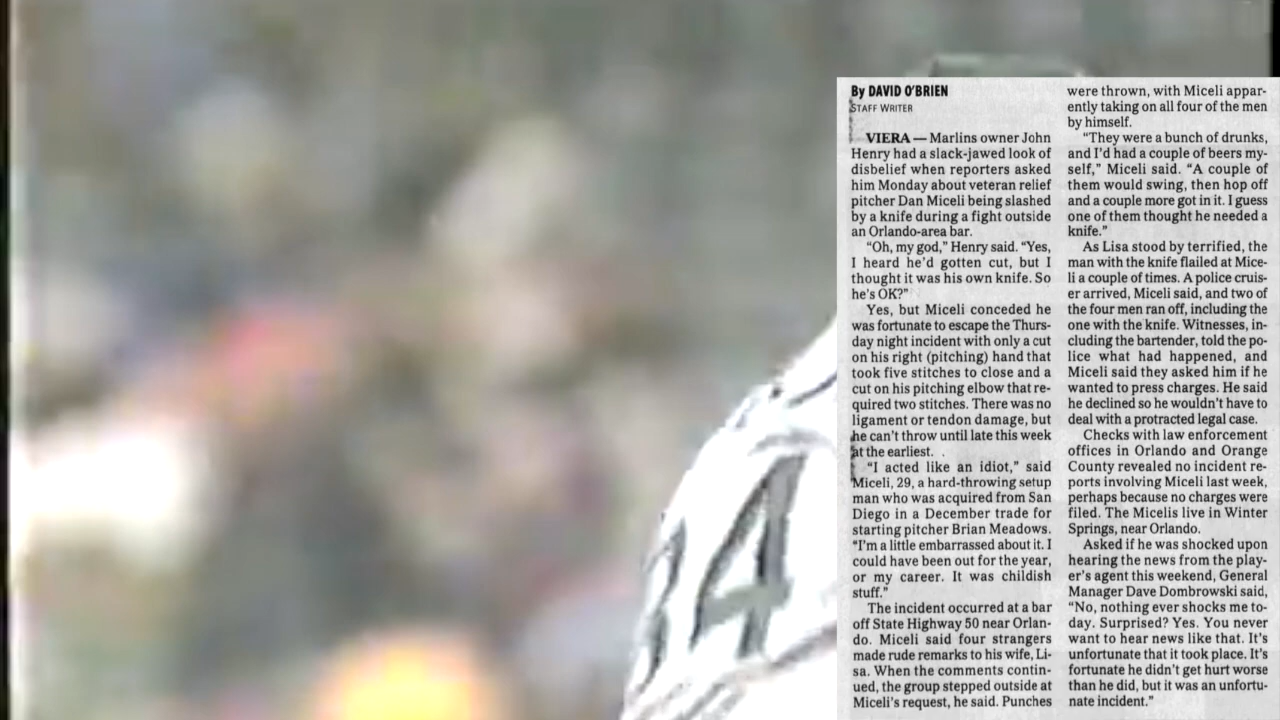 By DAVID O'BRIEN
STAFF WRITER
VIERA — Marlins owner John
Henry had a slack-jawed look of
disbelief when reporters asked
him Monday about veteran relief
pitcher Dan Miceli being slashed
by a knife during a fight outside
an Orlando-area bar.
"Oh, my god," Henry said. "Yes,
I heard he'd gotten cut, but I
thought it was his own knife. So
he's OK?"
Yes, but Miceli conceded he
was fortunate to escape the Thurs-
day night incident with only a cut
on his right (pitching) hand that
took five stitches to close and a
cut on his pitching elbow that re-
quired two stitches. There was no
ligament or tendon damage, but
he can't throw until late this week
at the earliest.
"I acted like an idiot," said
Miceli, 29, a hard-throwing setup
man who was acquired from San
Diego in a December trade for
starting pitcher Brian Meadows.
"I'm a little embarrassed about it. I
could have been out for the year,
or my career. It was childish
stuff."
The incident occurred at a bar
off State Highway 50 near Orlan-
do. Miceli said four strangers
made rude remarks to his wife, Li-
sa. When the comments contin-
ued, the group stepped outside at
Miceli's request, he said. Punches
were thrown, with Miceli appar-
ently taking on all four of the men
by himself.
"They were a bunch of drunks,
and I'd had a couple of beers my-
self," Miceli said. "A couple of
them would swing, then hop off
and a couple more got in it. I guess
one of them thought he needed a
knife."
As Lisa stood by terrified, the
man with the knife flailed at Mice-
li a couple of times. A police cruis-
er arrived, Miceli said, and two of
the four men ran off, including the
one with the knife. Witnesses, in-
cluding the bartender, told the po-
lice what had happened, and
Miceli said they asked him if he
wanted to press charges. He said
he declined so he wouldn't have to
deal with a protracted legal case.
Checks with law enforcement
offices in Orlando and Orange
County revealed no incident re-
ports involving Miceli last week,
perhaps because no charges were
filed. The Micelis live in Winter
Springs, near Orlando.
Asked if he was shocked upon
hearing the news from the play-
er's agent this weekend, General
Manager Dave Dombrowski said,
"No, nothing ever shocks me to-
day. Surprised? Yes. You never
want to hear news like that. It's
unfortunate that it took place. It's
fortunate he didn't get hurt worse
than he did, but it was an unfortu-
nate incident."